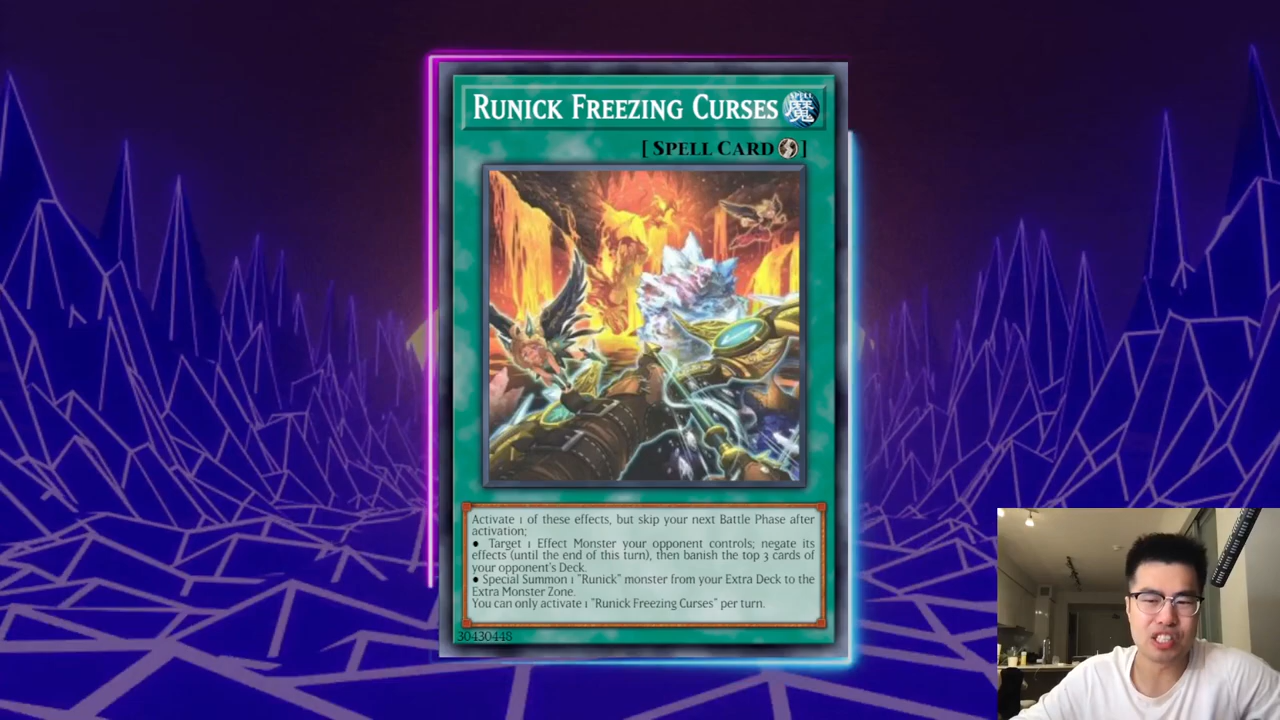 RUNICK FREEZING CURSES
魔
[ SPELL CARD ]
Activate 1 of these effects, but skip your next Battle Phase after
activation;
● Target 1 Effect Monster your opponent controls; negate its
effects (until the end of this turn), then banish the top 3 cards of
your opponent's Deck.
● Special Summon 1 "Runick" monster from your Extra Deck to the
Extra Monster Zone.
You can only activate 1 "Runick Freezing Curses" per turn.
30430448